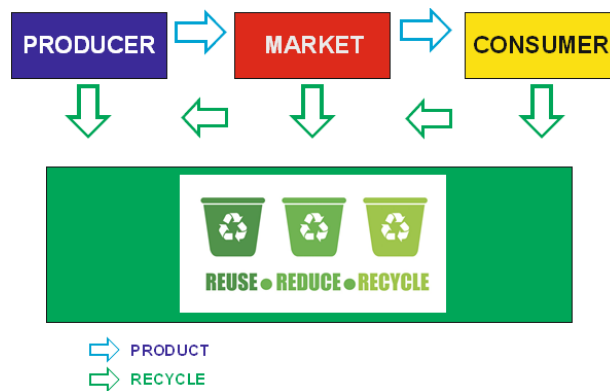 PRODUCER
MARKET
CONSUMER
REUSE●REDUCE●RECYCLE
PRODUCT
RECYCLE